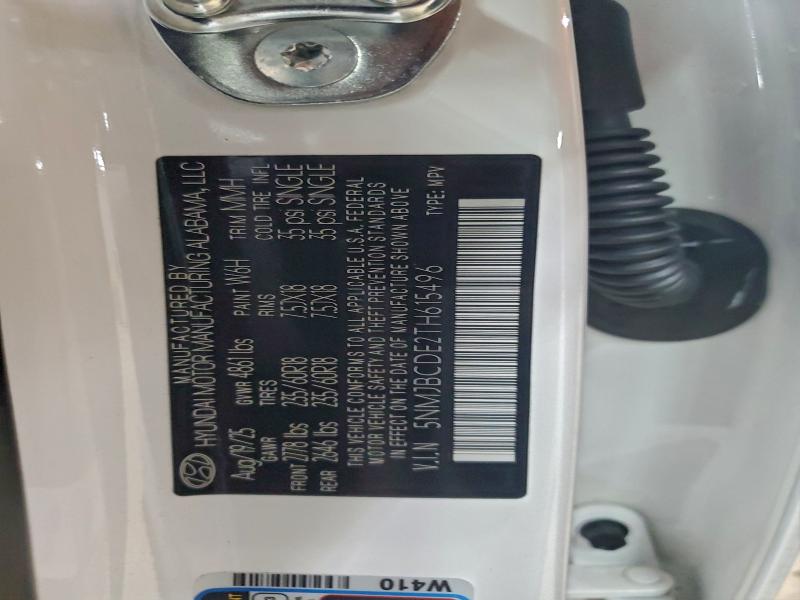 MANUFACTURED BY
HYUNDAI MOTOR MANUFACTURING ALABAMA, LLC
Aug/19/25 GVWR 4861 lbs PAINT W6H TRIM MMH
GAWR TIRES RIMS COLD TIRE INFL
FRONT 2778 lbs 235/60R18 7.5JX18 35 psi SINGLE
REAR 2646 lbs 235/60R18 7.5JX18 35 psi SINGLE
THIS VEHICLE CONFORMS TO ALL APPLICABLE U.S.A. FEDERAL
MOTOR VEHICLE SAFETY AND THEFT PREVENTION STANDARDS
IN EFFECT ON THE DATE OF MANUFACTURE SHOWN ABOVE
V.I.N 5NMJBCDE2TH615496 TYPE: MPV
W410